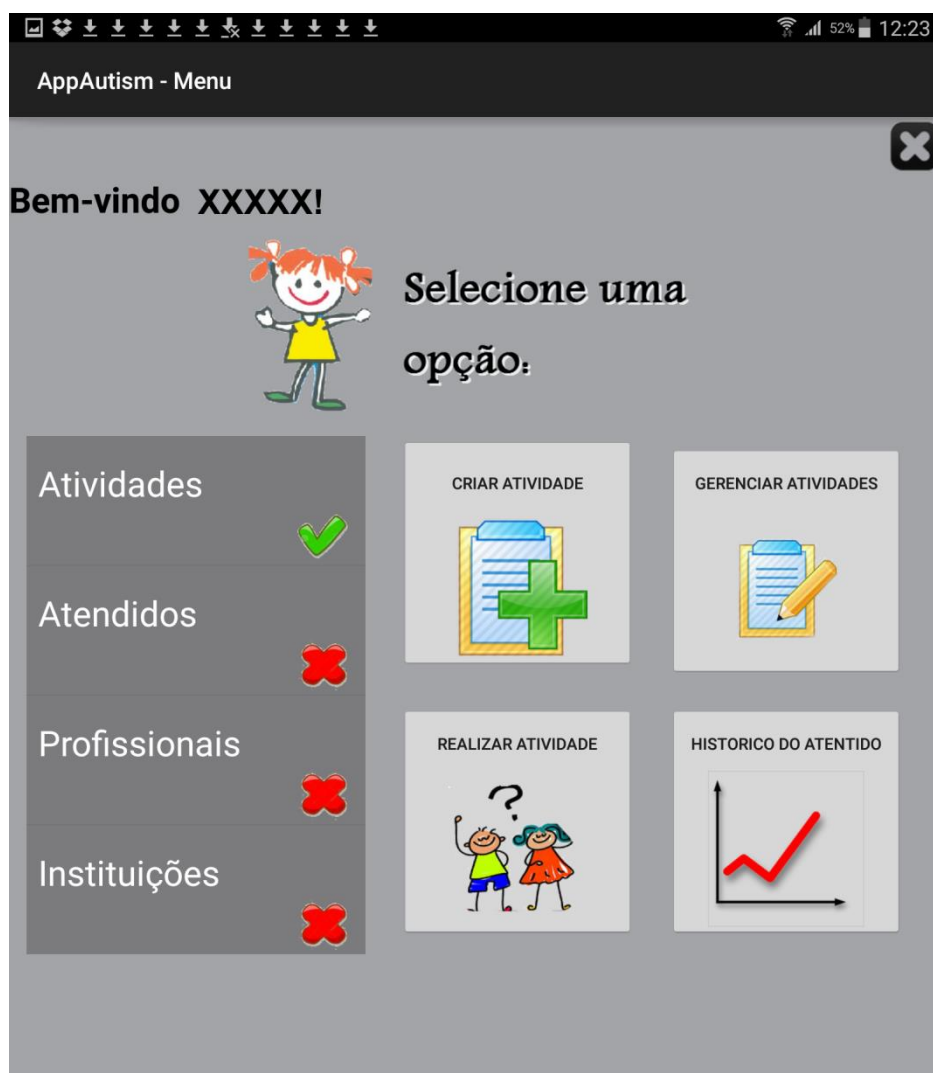 52% 12:23
AppAutism - Menu
Bem-vindo XXXXX!
Selecione uma
opção:
Atividades
Atendidos
Profissionais
Instituições
CRIAR ATIVIDADE
GERENCIAR ATIVIDADES
REALIZAR ATIVIDADE
HISTORICO DO ATENTIDO
?